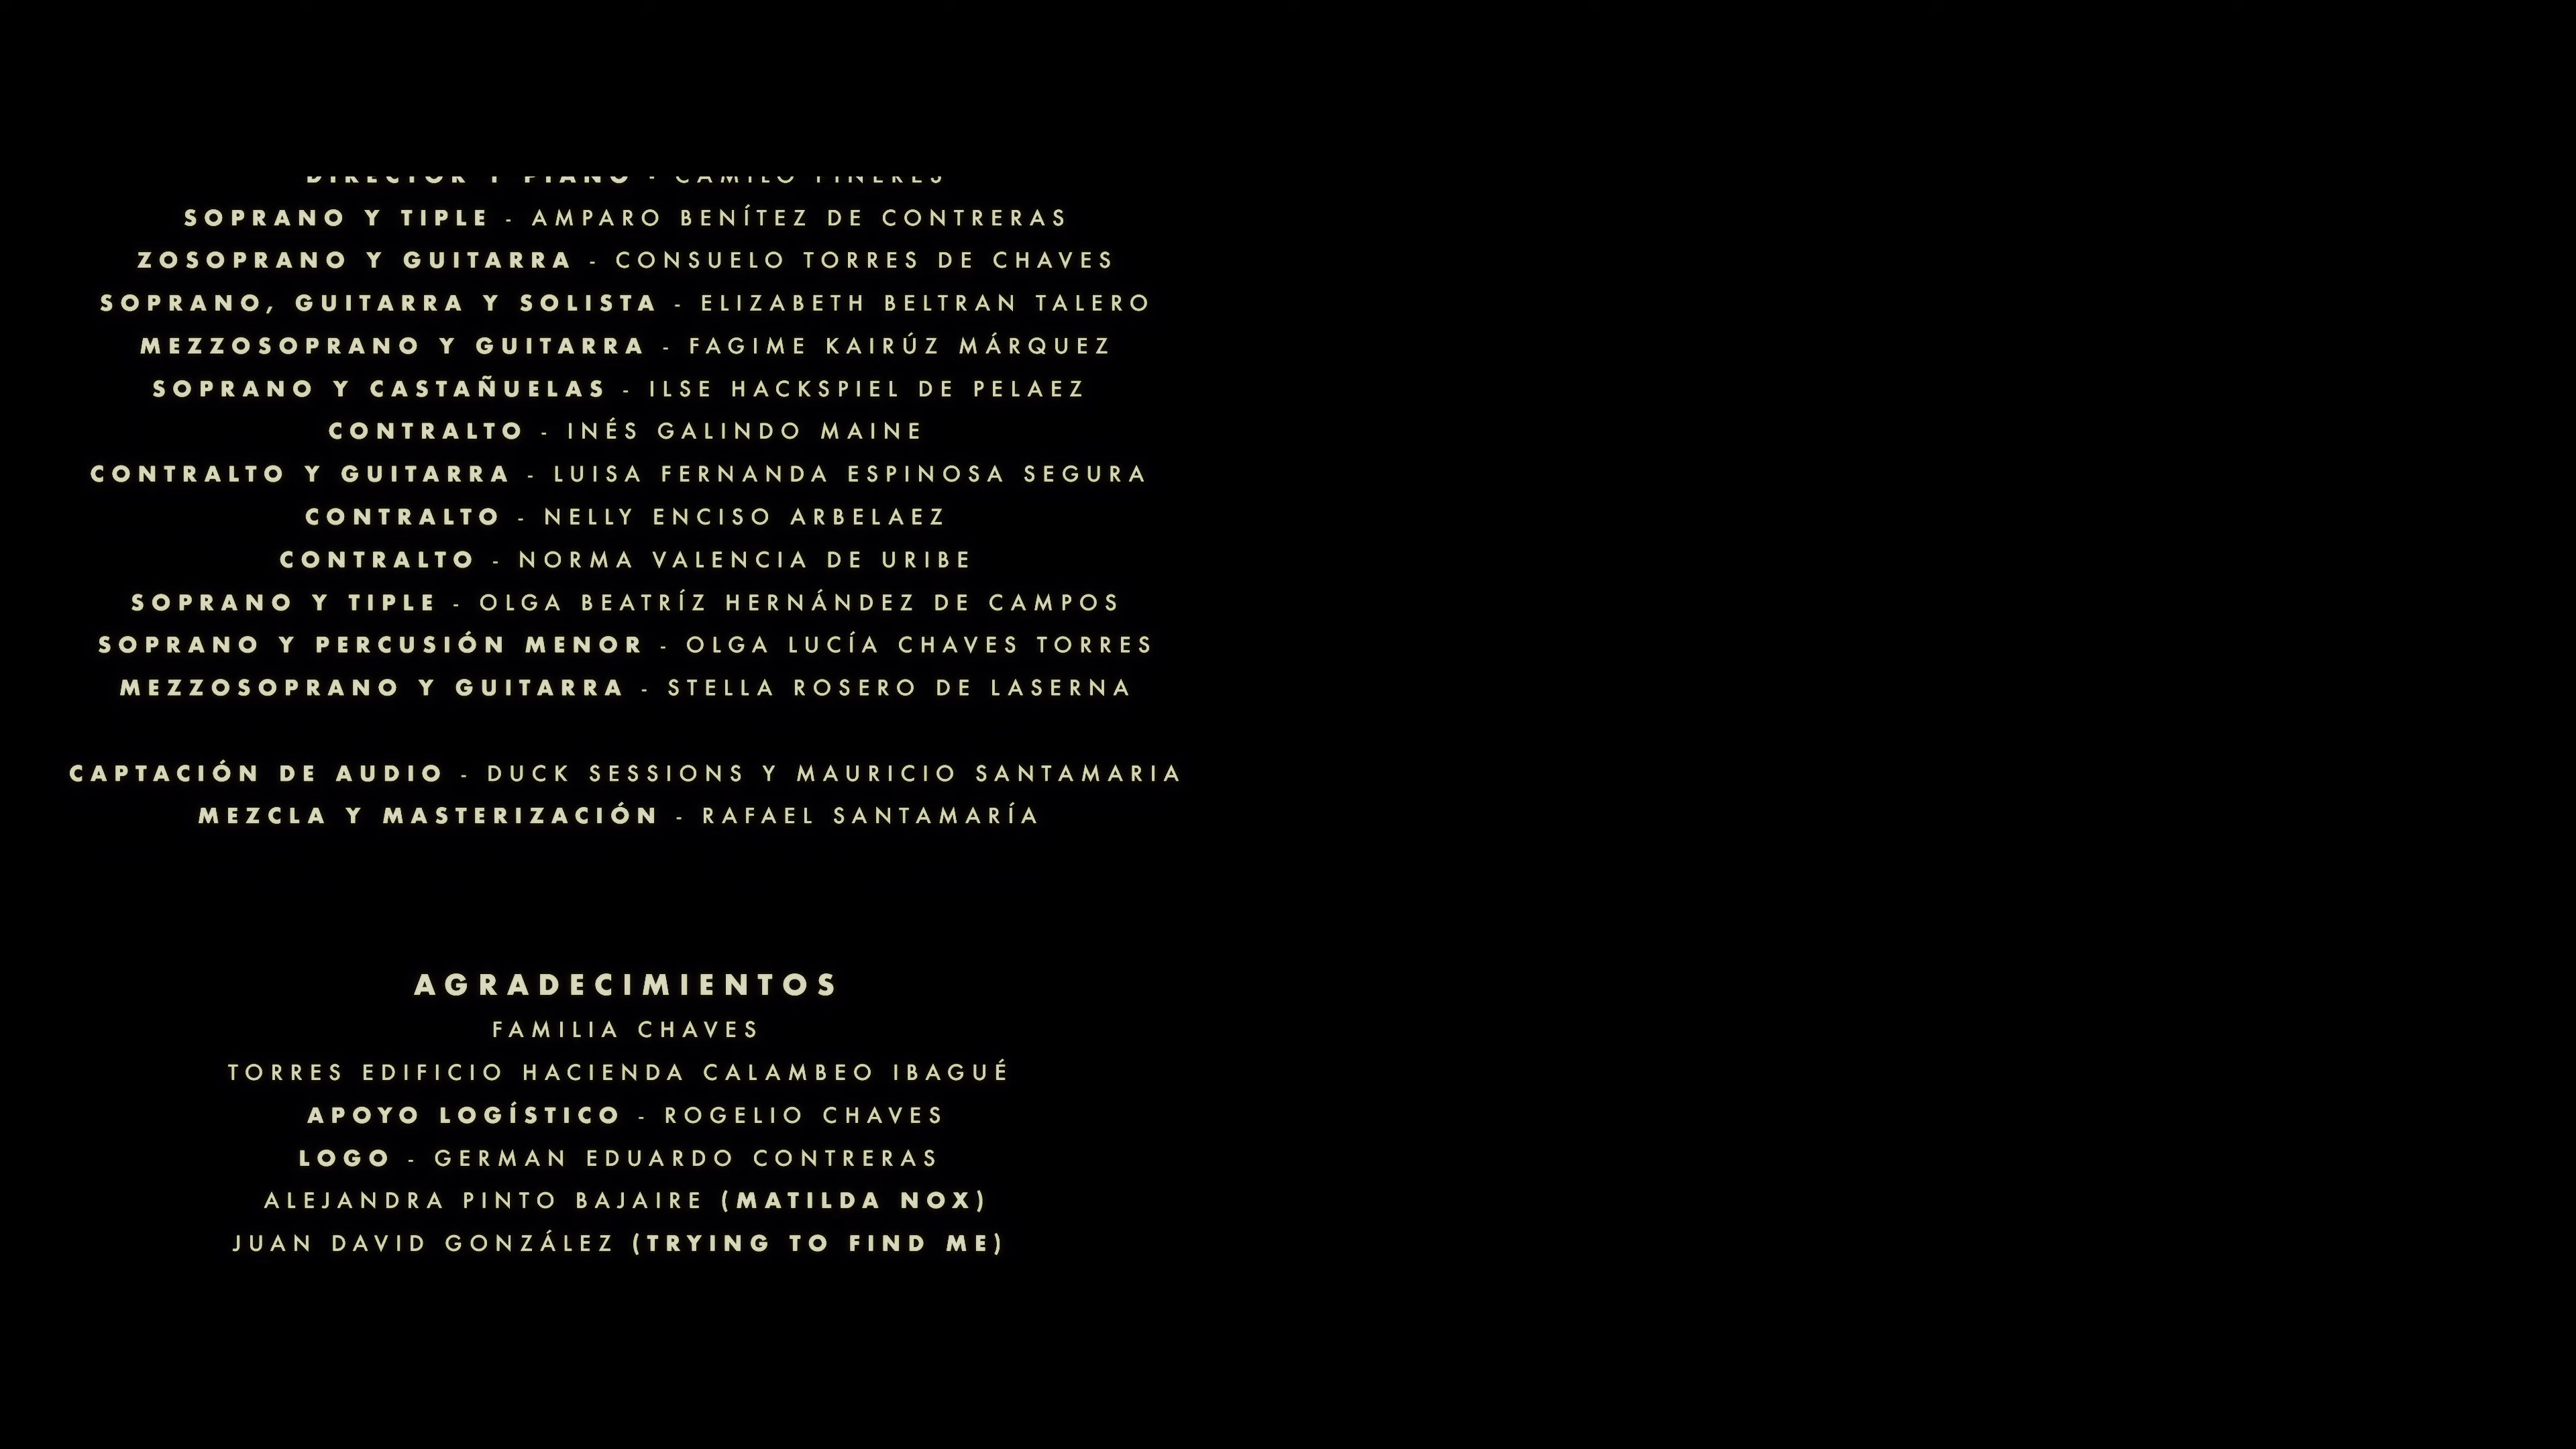 DIRECTOR Y PIANO - CAMILO PIÑERES
SOPRANO Y TIPLE - AMPARO BENÍTEZ DE CONTRERAS
ZOSOPRANO Y GUITARRA - CONSUELO TORRES DE CHAVES
SOPRANO, GUITARRA Y SOLISTA - ELIZABETH BELTRAN TALERO
MEZZOSOPRANO Y GUITARRA - FAGIME KAIRÚZ MÁRQUEZ
SOPRANO Y CASTAÑUELAS - ILSE HACKSPIEL DE PELAEZ
CONTRALTO - INÉS GALINDO MAINE
CONTRALTO Y GUITARRA - LUISA FERNANDA ESPINOSA SEGURA
CONTRALTO - NELLY ENCISO ARBELAEZ
CONTRALTO - NORMA VALENCIA DE URIBE
SOPRANO Y TIPLE - OLGA BEATRÍZ HERNÁNDEZ DE CAMPOS
SOPRANO Y PERCUSIÓN MENOR - OLGA LUCÍA CHAVES TORRES
MEZZOSOPRANO Y GUITARRA - STELLA ROSERO DE LASERNA
CAPTACIÓN DE AUDIO - DUCK SESSIONS Y MAURICIO SANTAMARIA
MEZCLA Y MASTERIZACIÓN - RAFAEL SANTAMARÍA
AGRADECIMIENTOS
FAMILIA CHAVES
TORRES EDIFICIO HACIENDA CALAMBEO IBAGUÉ
APOYO LOGÍSTICO - ROGELIO CHAVES
LOGO - GERMAN EDUARDO CONTRERAS
ALEJANDRA PINTO BAJAIRE (MATILDA NOX)
JUAN DAVID GONZÁLEZ (TRYING TO FIND ME)